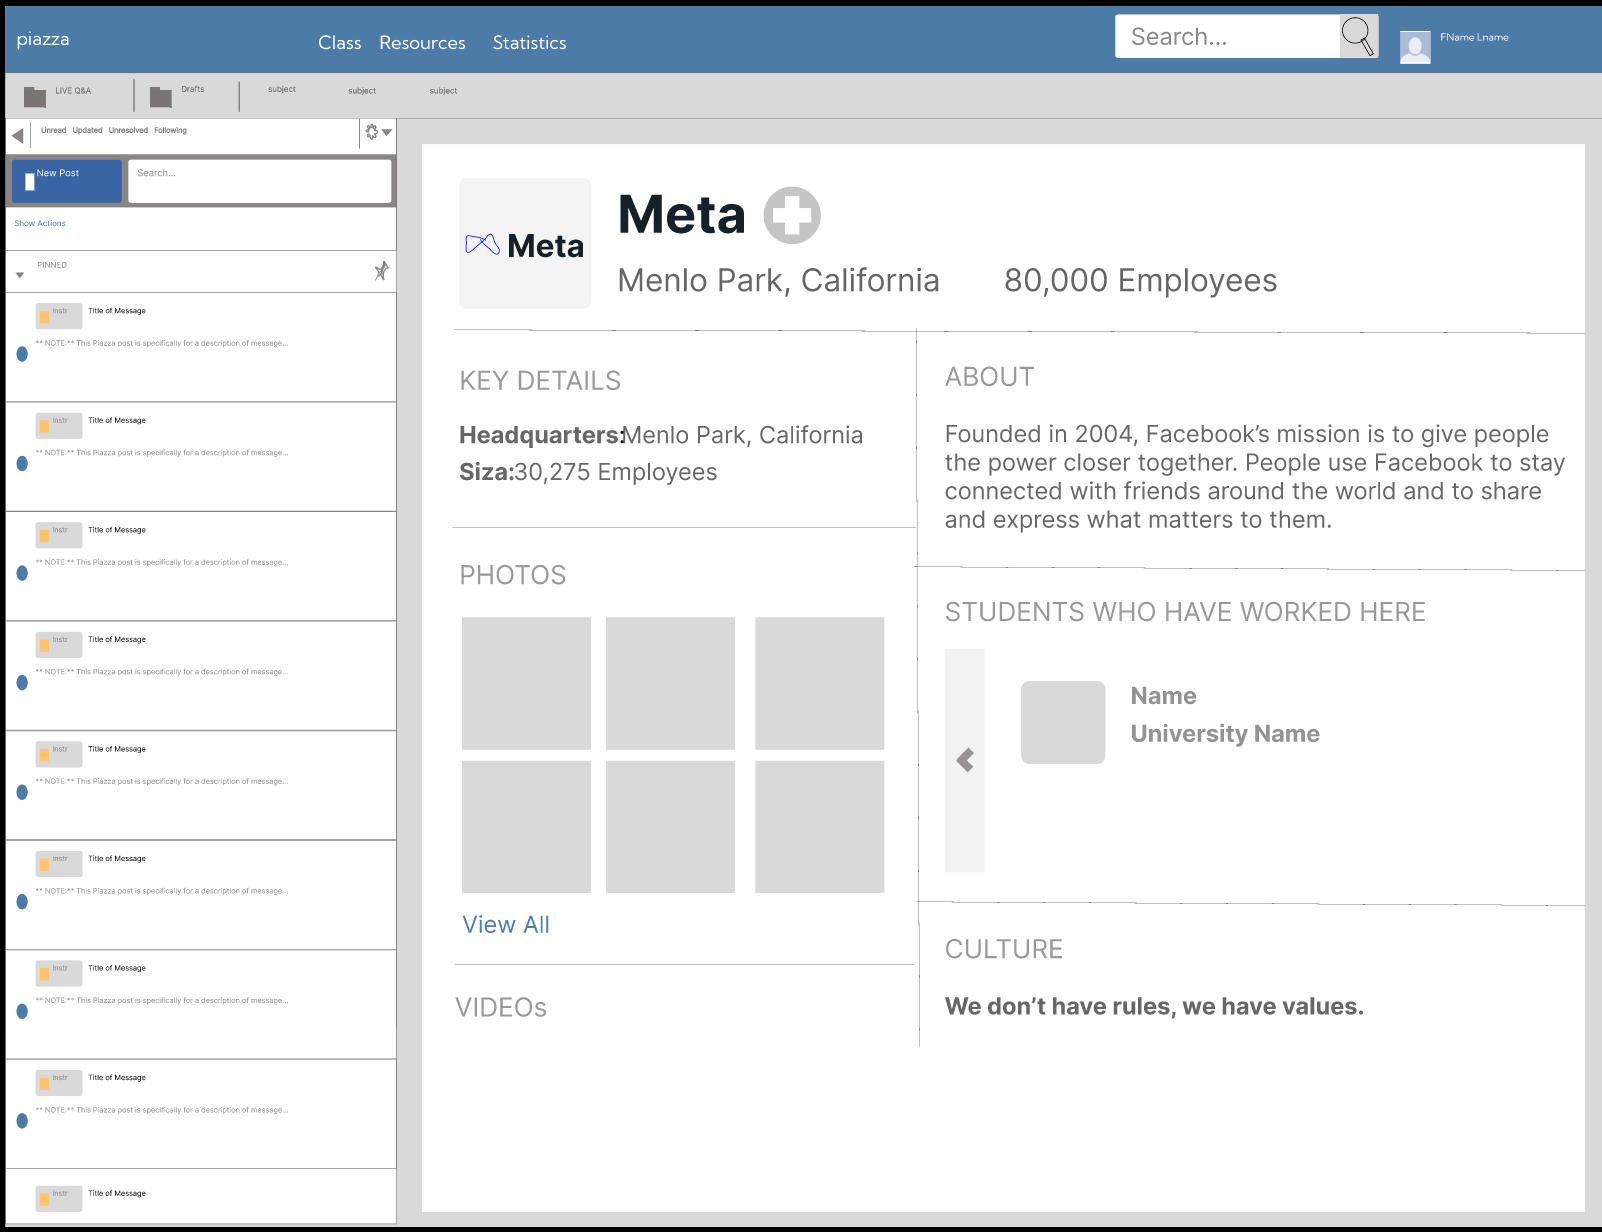 piazza
Class Resources Statistics
Search...
FName Lname
LIVE Q&A
Drafts
subject
subject
subject
Unread Updated Unresolved Following
New Post
Search...
Show Actions
PINNED
Instr Title of Message
** NOTE:** This Piazza post is specifically for a description of message...
Instr Title of Message
** NOTE:** This Piazza post is specifically for a description of message...
Instr Title of Message
** NOTE:** This Piazza post is specifically for a description of message...
Instr Title of Message
** NOTE:** This Piazza post is specifically for a description of message...
Instr Title of Message
** NOTE:** This Piazza post is specifically for a description of message...
Instr Title of Message
** NOTE:** This Piazza post is specifically for a description of message...
Instr Title of Message
** NOTE:** This Piazza post is specifically for a description of message...
Instr Title of Message
** NOTE:** This Piazza post is specifically for a description of message...
Instr Title of Message
Meta
Meta
Menlo Park, California
80,000 Employees
KEY DETAILS
Headquarters:Menlo Park, California
Siza:30,275 Employees
PHOTOS
View All
VIDEOs
ABOUT
Founded in 2004, Facebook’s mission is to give people
the power closer together. People use Facebook to stay
connected with friends around the world and to share
and express what matters to them.
STUDENTS WHO HAVE WORKED HERE
Name
University Name
CULTURE
We don’t have rules, we have values.